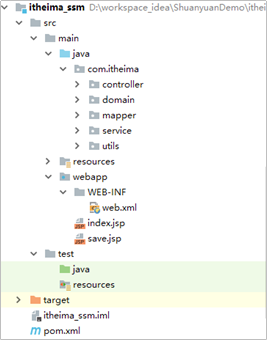 itheima_ssm D:\workspace_idea\ShuanyuanDemo\ithei
src
main
java
com.itheima
controller
domain
mapper
service
utils
resources
webapp
WEB-INF
web.xml
index.jsp
save.jsp
test
java
resources
target
itheima_ssm.iml
pom.xml